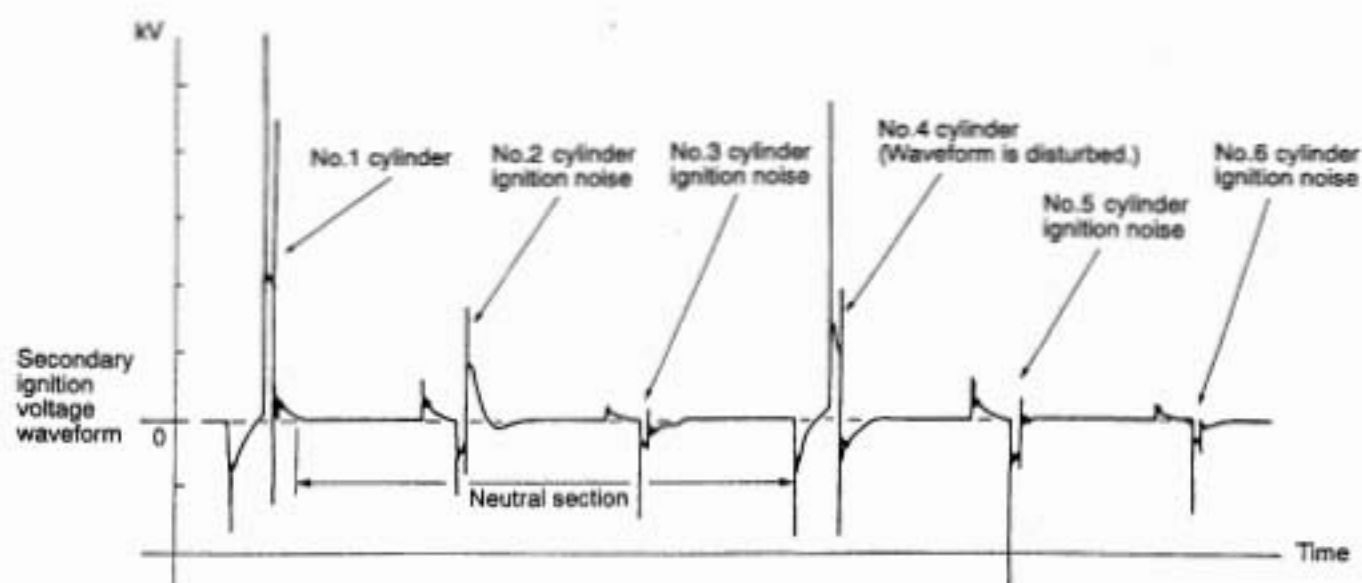 kV
No.1 cylinder
No.2 cylinder
ignition noise
No.3 cylinder
ignition noise
No.4 cylinder
(Waveform is disturbed.)
No.5 cylinder
ignition noise
No.6 cylinder
ignition noise
Secondary
ignition
voltage
waveform
0
Neutral section
Time